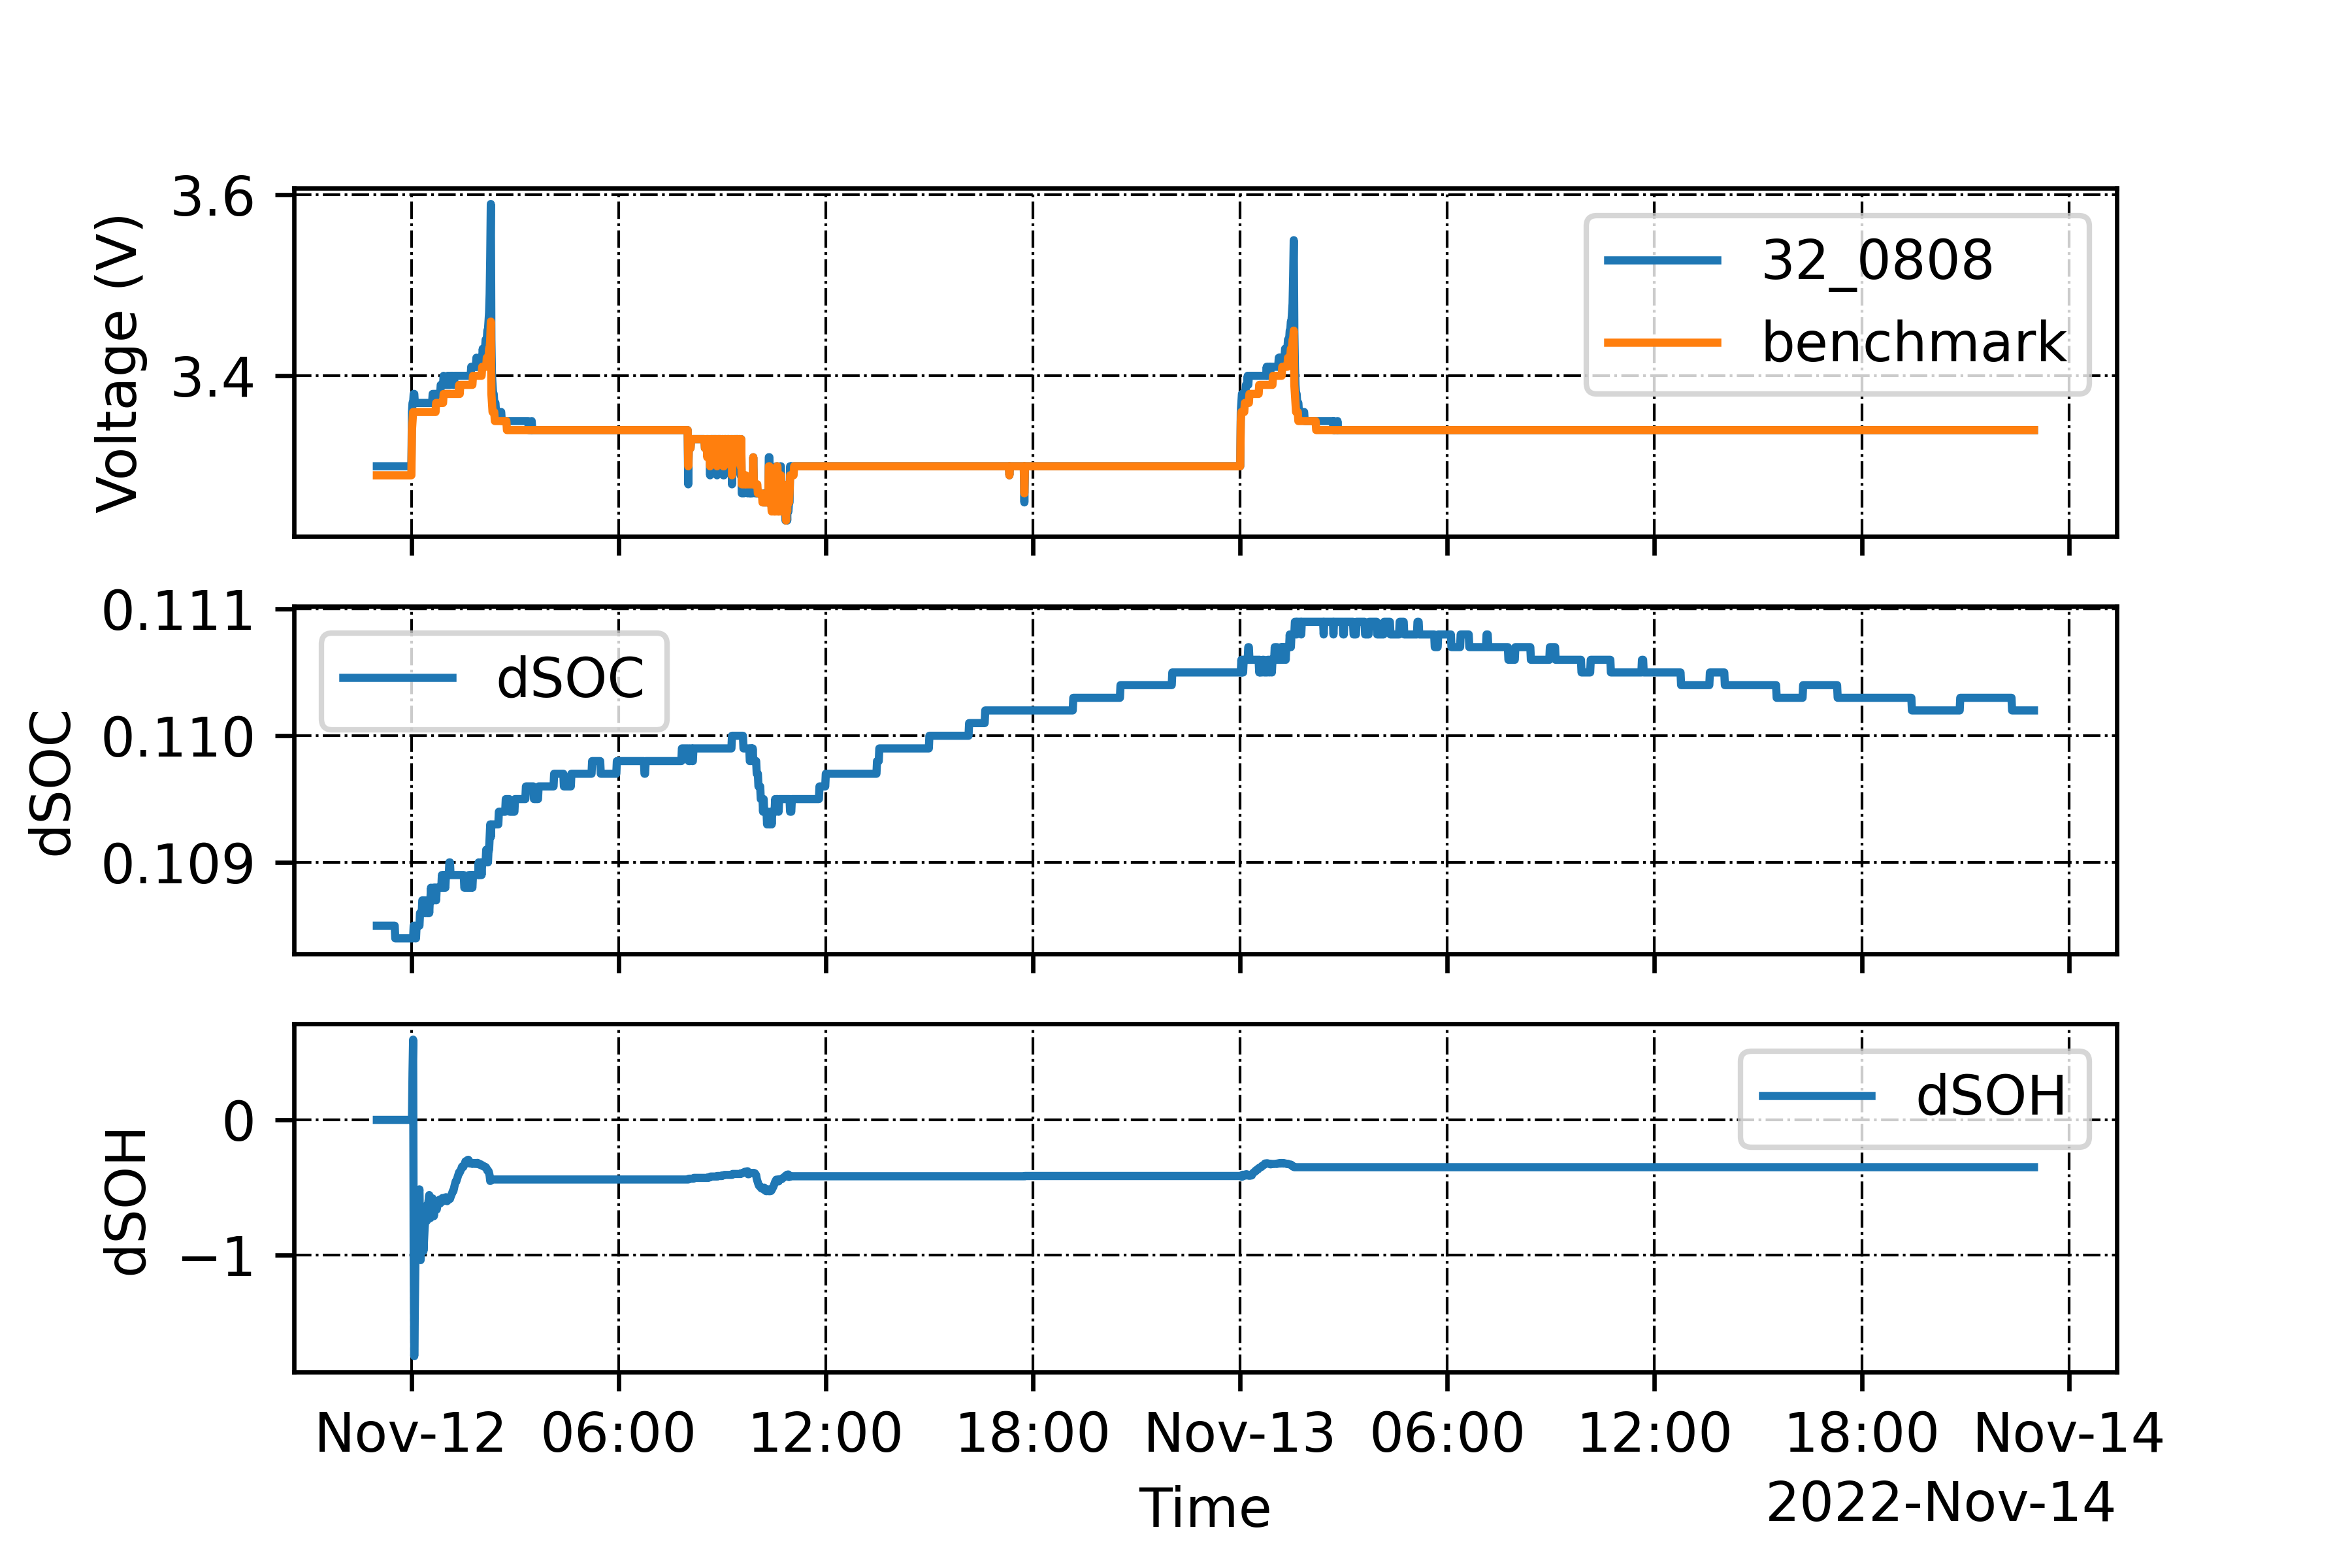 3.6
3.4
Voltage (V)
32_0808
benchmark
0.111
0.110
0.109
dSOC
dSOC
0
−1
dSOH
dSOH
Nov-12 06:00 12:00 18:00 Nov-13 06:00 12:00 18:00 Nov-14
Time
2022-Nov-14